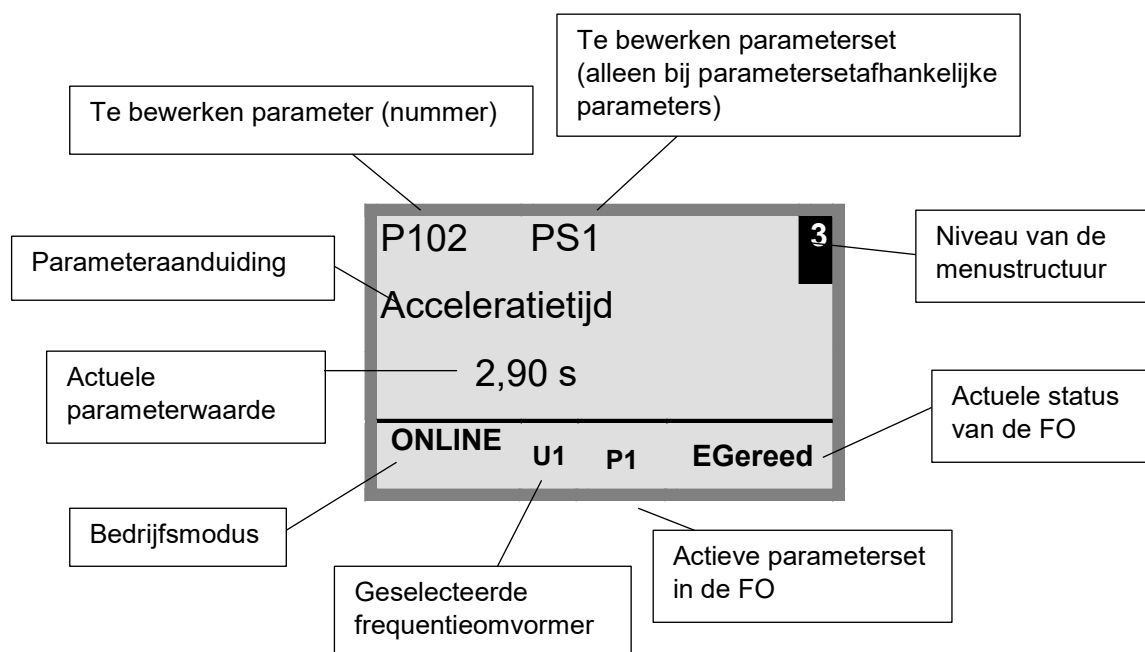 Te bewerken parameterset
(alleen bij parametersetafhankelijke
parameters)
Te bewerken parameter (nummer)
P102 PS1 3
Niveau van de
menustructuur
Parameteraanduiding
Acceleratietijd
2,90 s
Actuele
parameterwaarde
Actuele status
van de FO
ONLINE U1 P1 EGereed
Bedrijfsmodus
Actieve parameterset
in de FO
Geselecteerde
frequentieomvormer